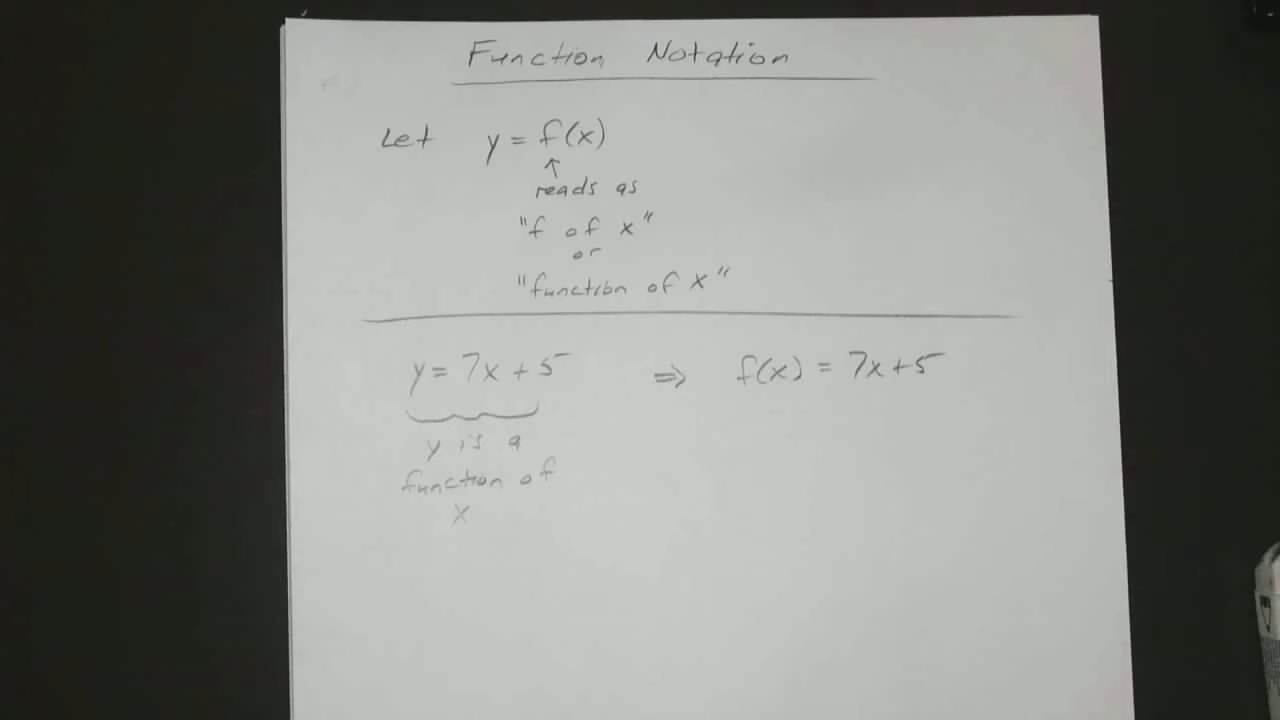 Function Notation
Let y = f(x)
↑
reads as
"f of x"
or
"function of x"
y = 7x + 5 ⇒ f(x) = 7x + 5
y is a
function of
x